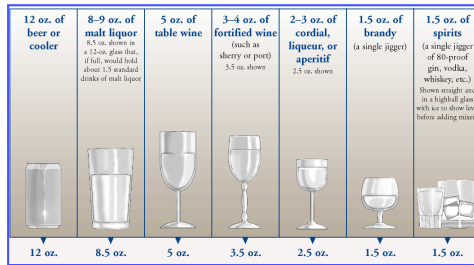 12 oz. of
beer or
cooler
8–9 oz. of
malt liquor
8.5 oz. shown in
a 12-oz. glass that,
if full, would hold
about 1.5 standard
drinks of malt liquor
5 oz. of
table wine
3–4 oz. of
fortified wine
(such as
sherry or port)
3.5 oz. shown
2–3 oz. of
cordial,
liqueur, or
aperitif
2.5 oz. shown
1.5 oz. of
brandy
(a single jigger)
1.5 oz. of
spirits
(a single jigger
of 80-proof
gin, vodka,
whiskey, etc.)
Shown straight and
in a highball glass
with ice to show
before adding
12 oz.
8.5 oz.
5 oz.
3.5 oz.
2.5 oz.
1.5 oz.
1.5 oz.